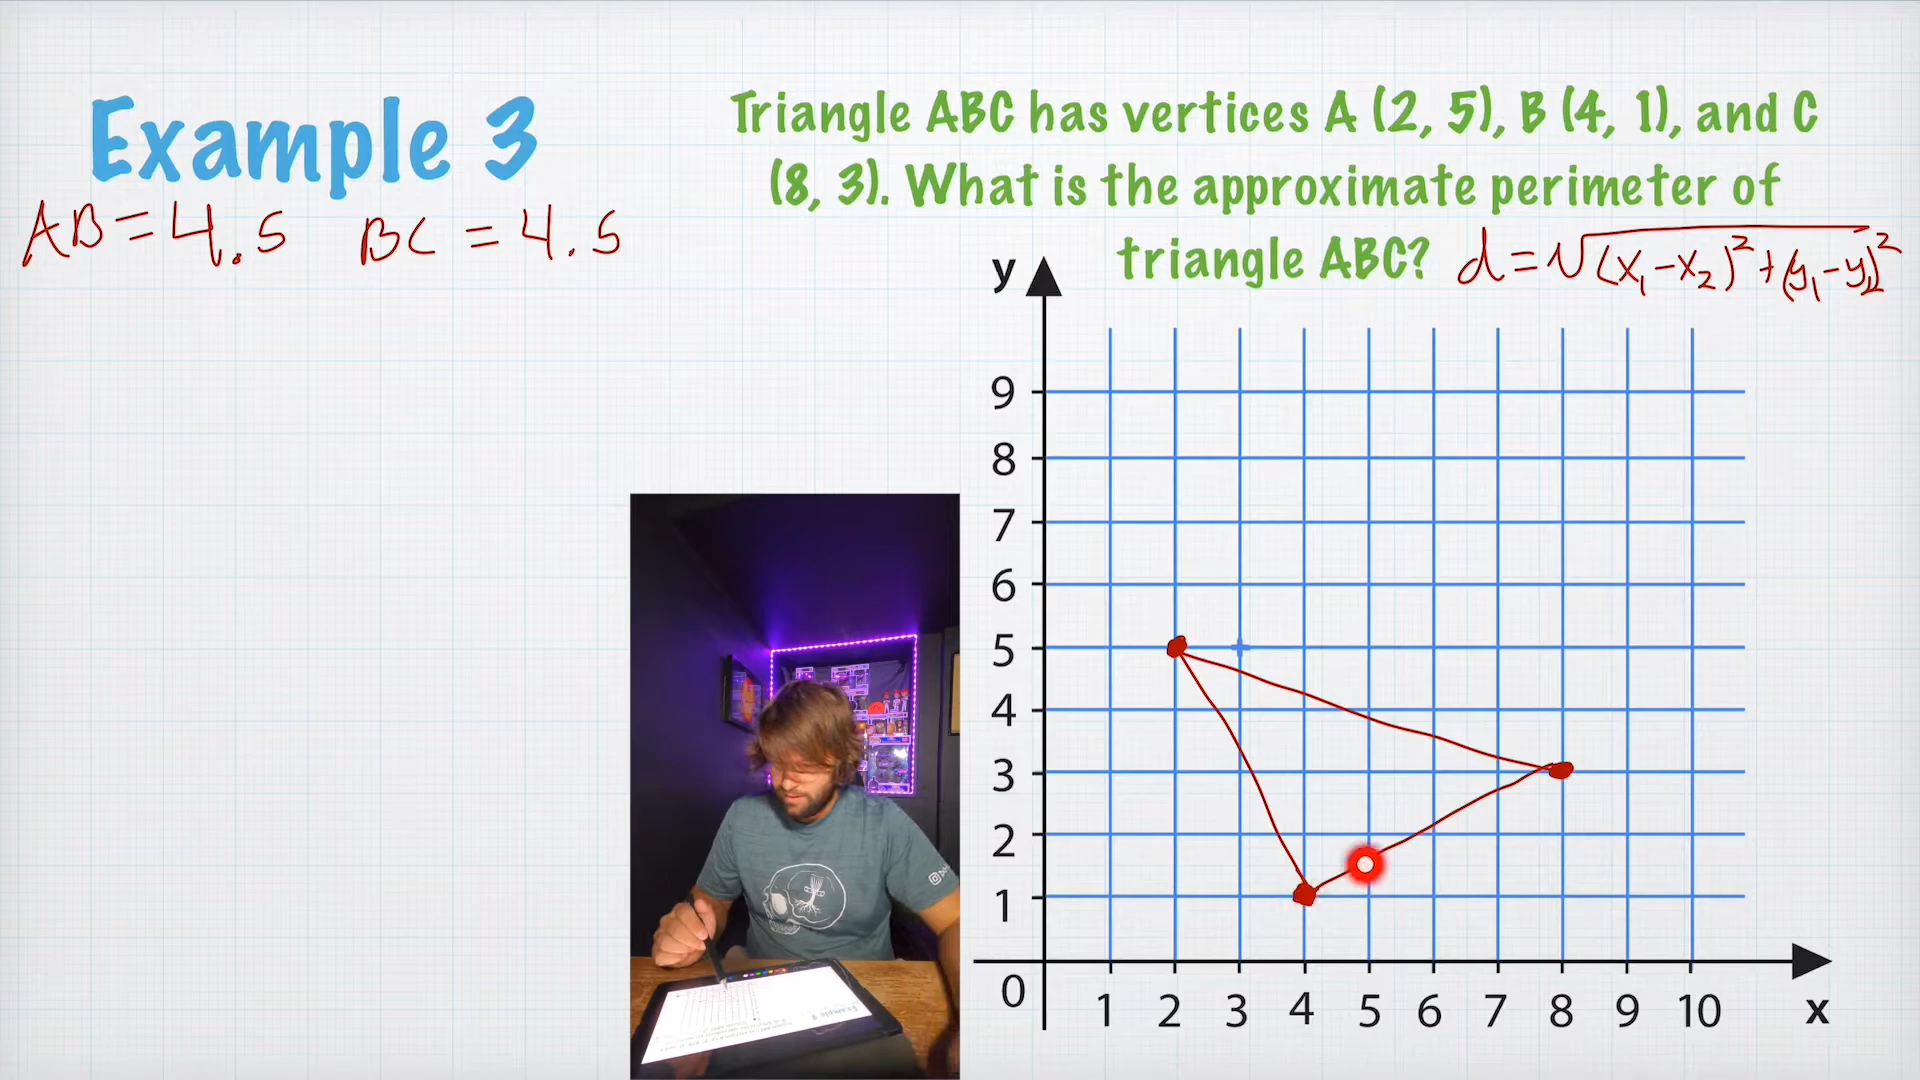 Example 3
Triangle ABC has vertices A (2, 5), B (4, 1), and C
(8, 3). What is the approximate perimeter of
triangle ABC?
d=√(x₁-x₂)²+(y₁-y₂)²
AB=4.5 BC=4.5
y
9
8
7
6
5
4
3
2
1
0 1 2 3 4 5 6 7 8 9 10 x